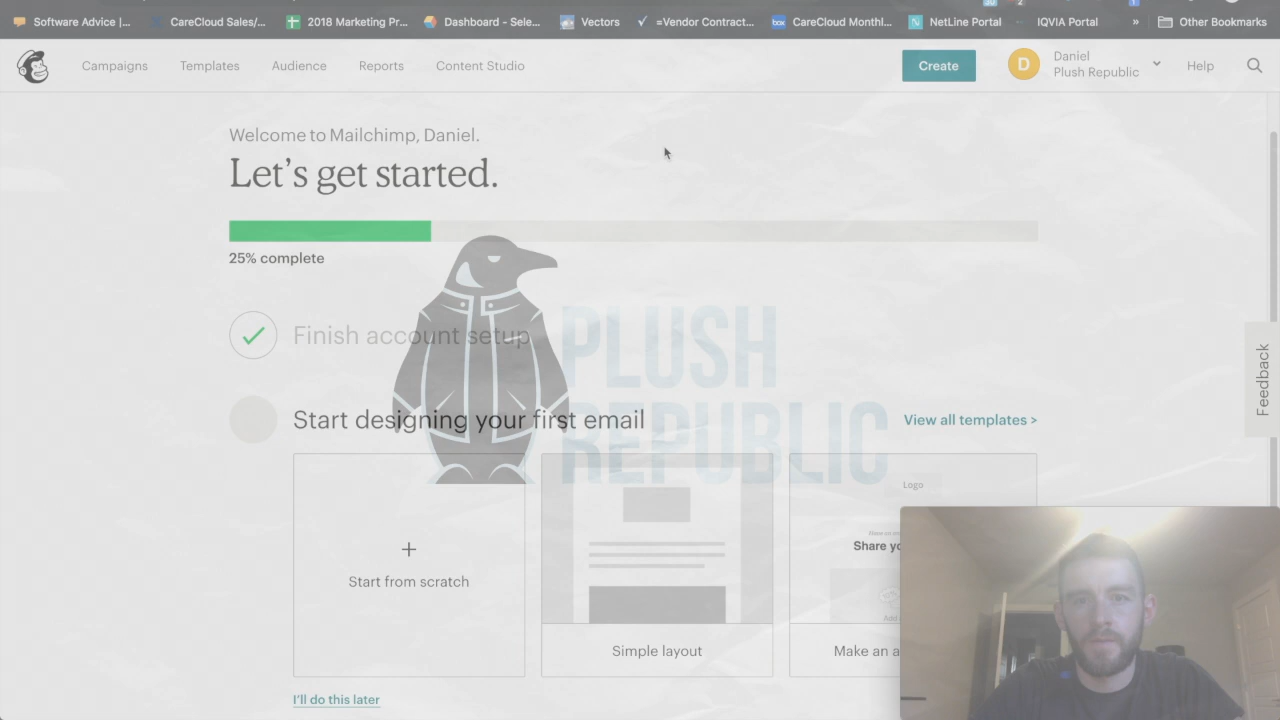 Software Advice |...
CareCloud Sales/...
2018 Marketing Pr...
Dashboard - Sele...
Vectors
=Vendor Contract...
box
CareCloud Monthl...
NetLine Portal
IQVIA Portal
»
Other Bookmarks
Campaigns
Templates
Audience
Reports
Content Studio
Create
D
Daniel
Plush Republic
Help
Welcome to Mailchimp, Daniel.
Let's get started.
25% complete
Finish account setup
PLUSH
REPUBLIC
Start designing your first email
View all templates >
Feedback
+
Start from scratch
Logo
Share yo
Add
Simple layout
Make an a
I'll do this later